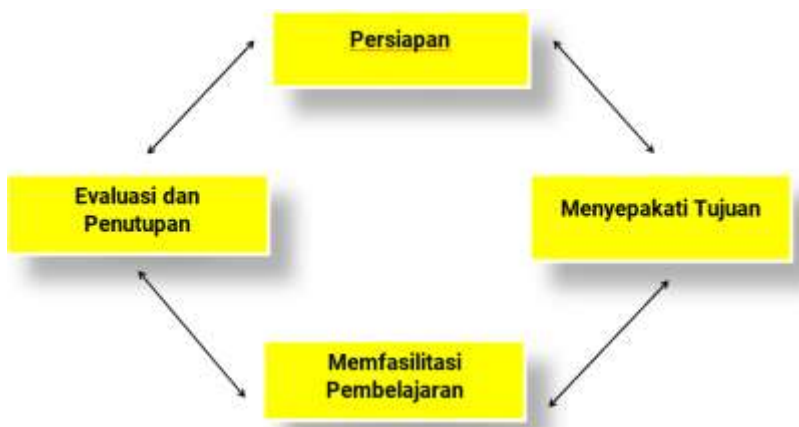 Persiapan
Evaluasi dan
Penutupan
Menyepakati Tujuan
Memfasilitasi
Pembelajaran